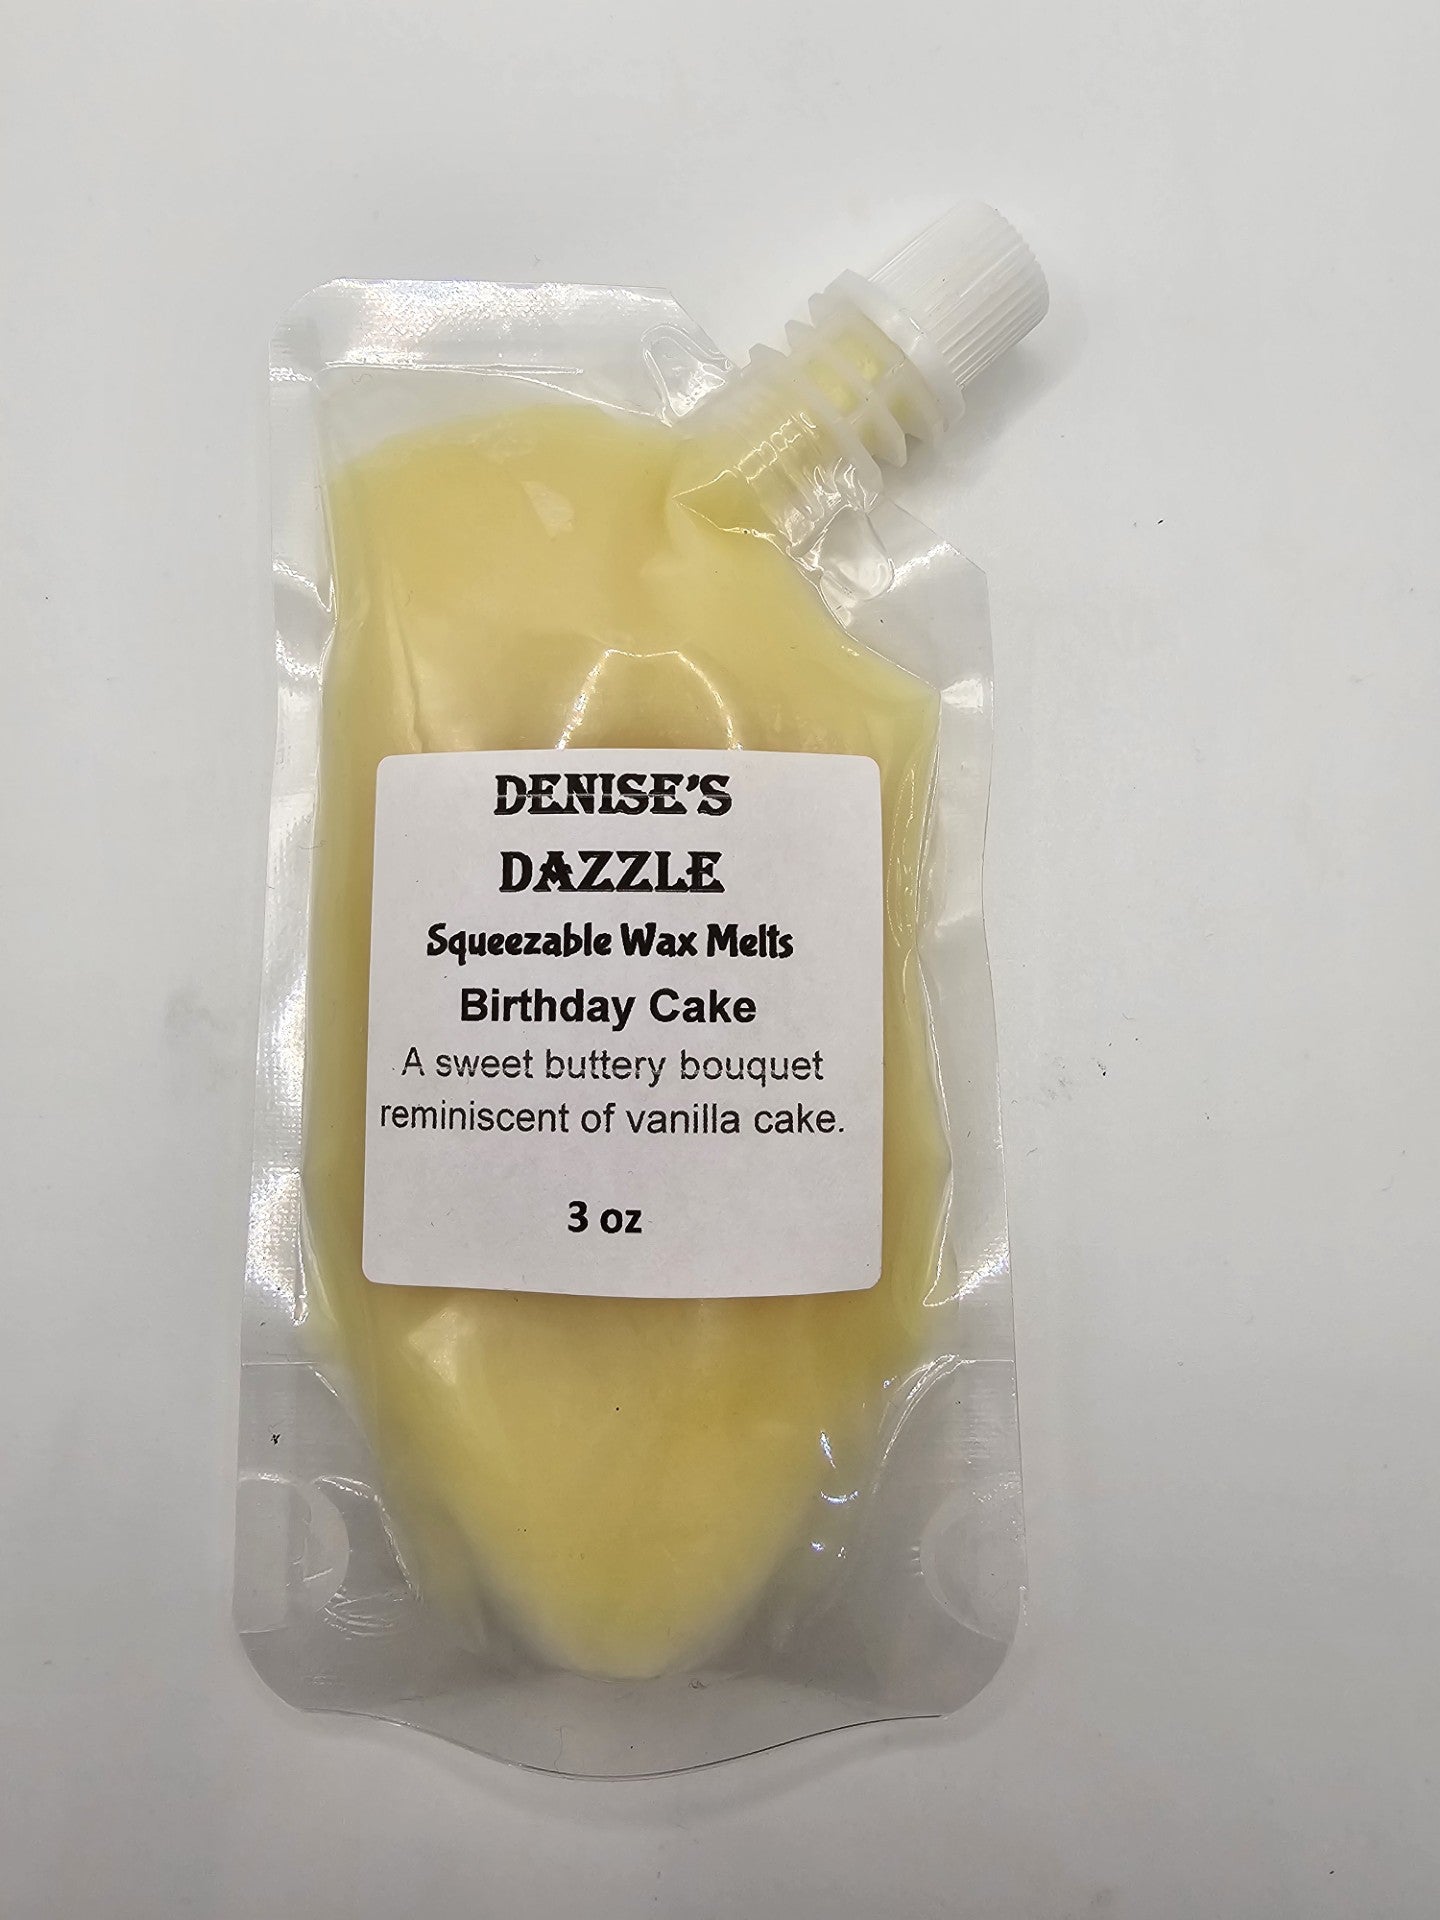 DENISE'S
DAZZLE
Squeezable Wax Melts
Birthday Cake
A sweet buttery bouquet
reminiscent of vanilla cake.
3 oz